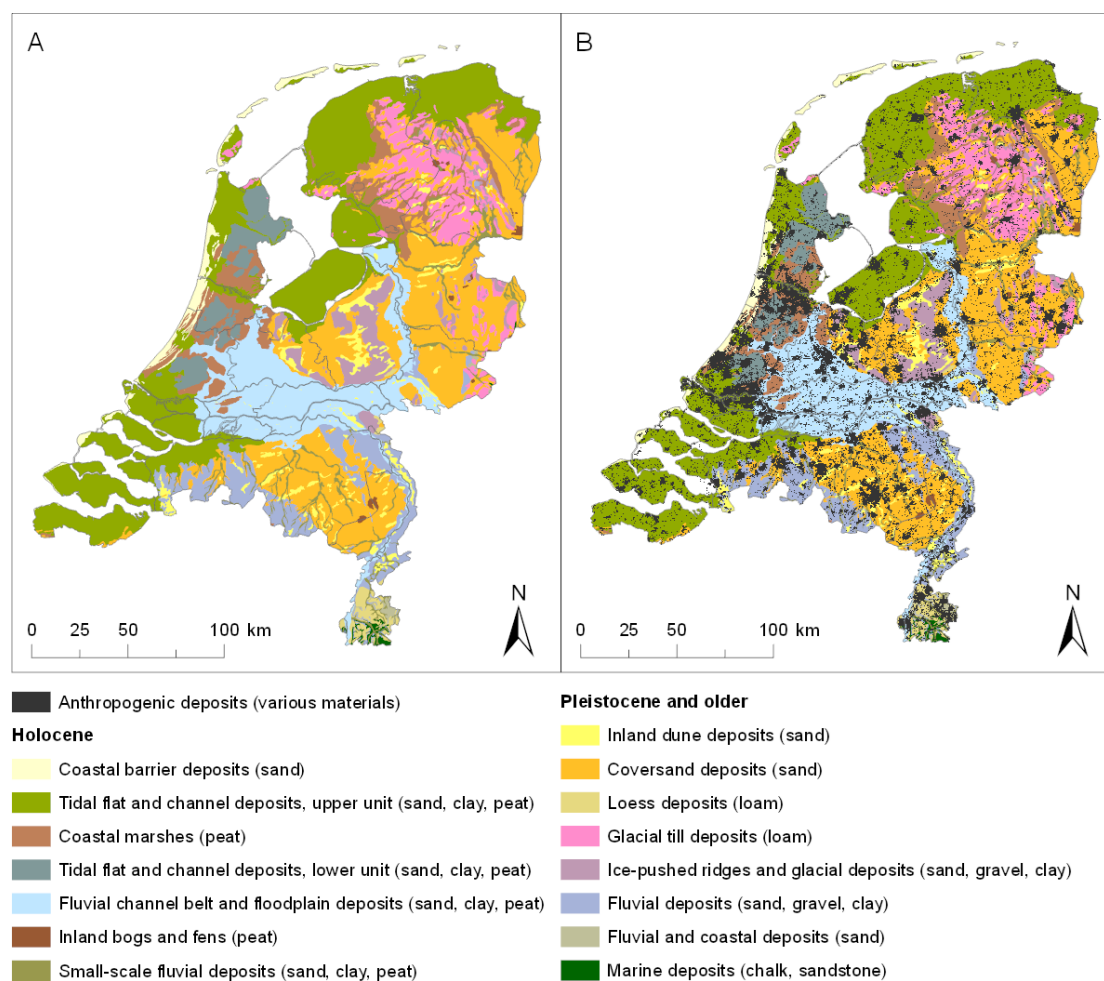 A
B
N
N
0 25 50 100 km
0 25 50 100 km
Anthropogenic deposits (various materials)
Holocene
Coastal barrier deposits (sand)
Tidal flat and channel deposits, upper unit (sand, clay, peat)
Coastal marshes (peat)
Tidal flat and channel deposits, lower unit (sand, clay, peat)
Fluvial channel belt and floodplain deposits (sand, clay, peat)
Inland bogs and fens (peat)
Small-scale fluvial deposits (sand, clay, peat)
Pleistocene and older
Inland dune deposits (sand)
Coversand deposits (sand)
Loess deposits (loam)
Glacial till deposits (loam)
Ice-pushed ridges and glacial deposits (sand, gravel, clay)
Fluvial deposits (sand, gravel, clay)
Fluvial and coastal deposits (sand)
Marine deposits (chalk, sandstone)